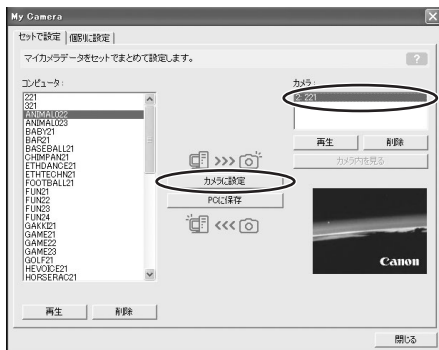 My Camera
セットで設定 個別に設定
マイカメラデータをセットでまとめて設定します。
?
コンピュータ:
221
321
ANIMAL022
ANIMAL023
BABY21
BAR21
BASEBALL21
CHIMPAN21
ETHDANCE21
ETHTECHN21
FOOTBALL21
FUN21
FUN22
FUN23
FUN24
GAKKI21
GAME21
GAME22
GAME23
GOLF21
HEVOICE21
HORSERAC21
再生 削除
>>>
カメラに設定
PCに保存
<<<
カメラ:
2: 221
再生 削除
カメラ内を見る
Canon
閉じる